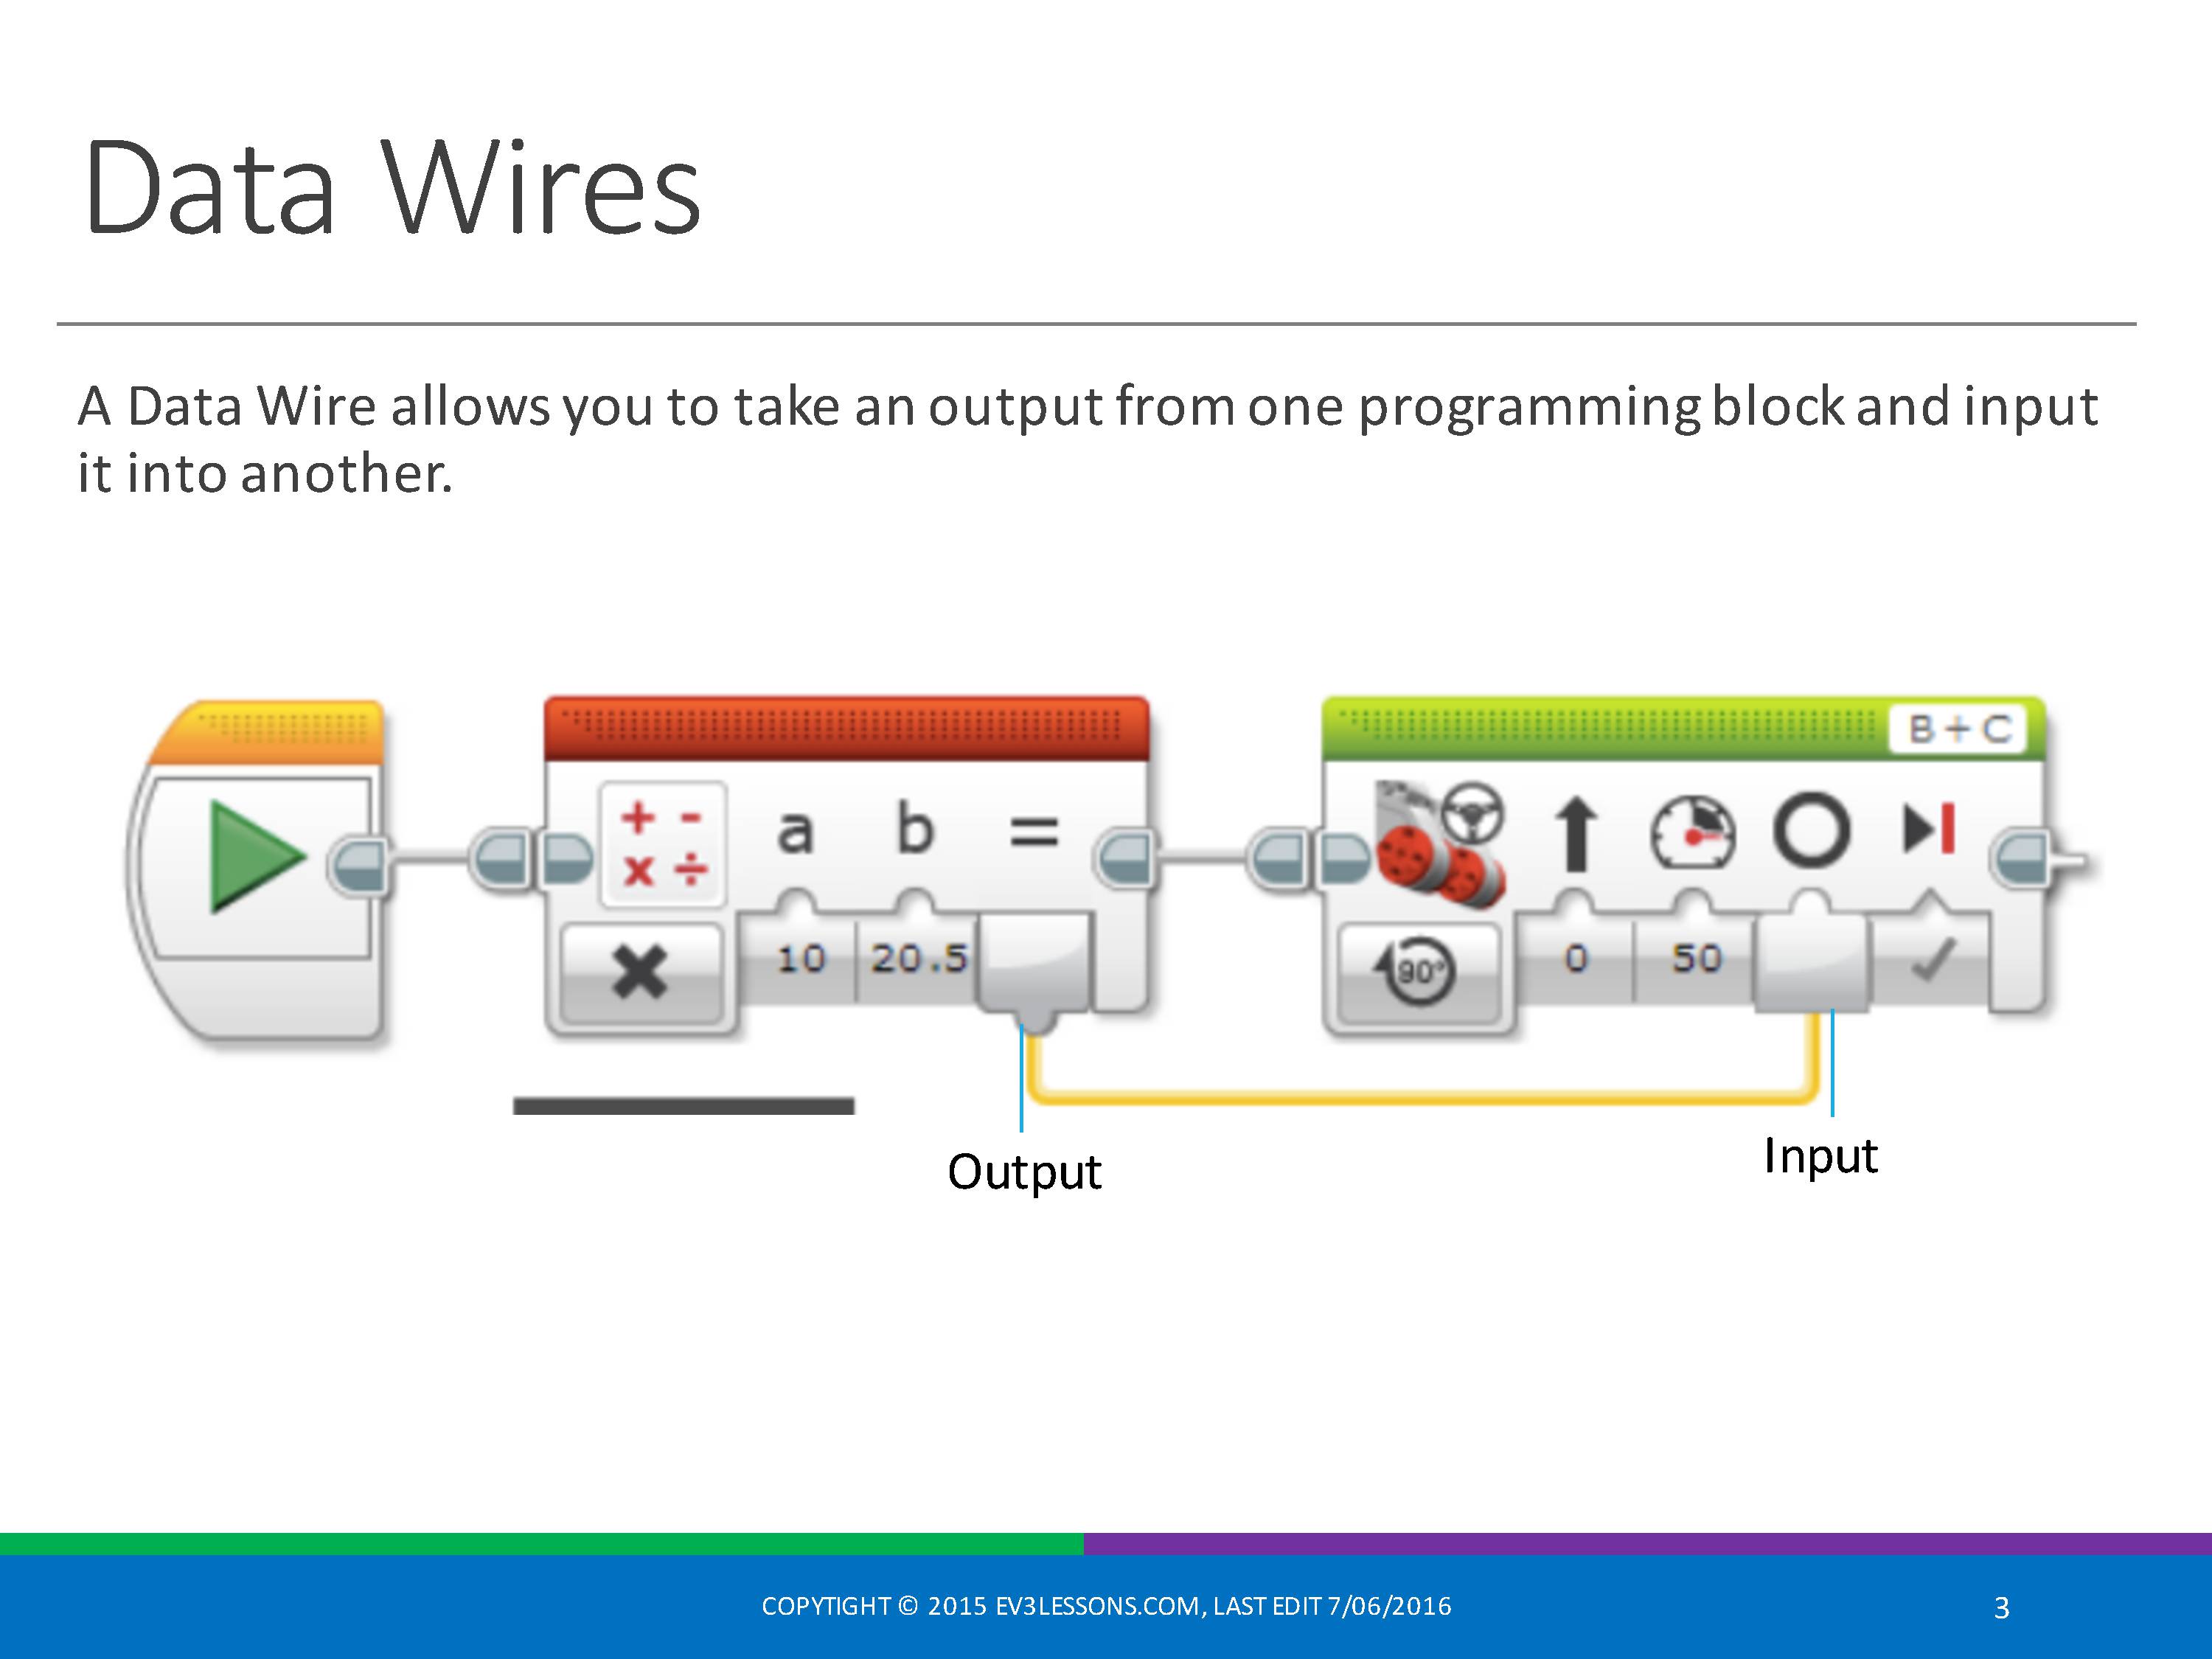 Data Wires
A Data Wire allows you to take an output from one programming block and input
it into another.
B + C
+ -
x ÷
a b =
10 20.5
90°
0 50
Output
Input
COPYTIGHT © 2015 EV3LESSONS.COM, LAST EDIT 7/06/2016
3